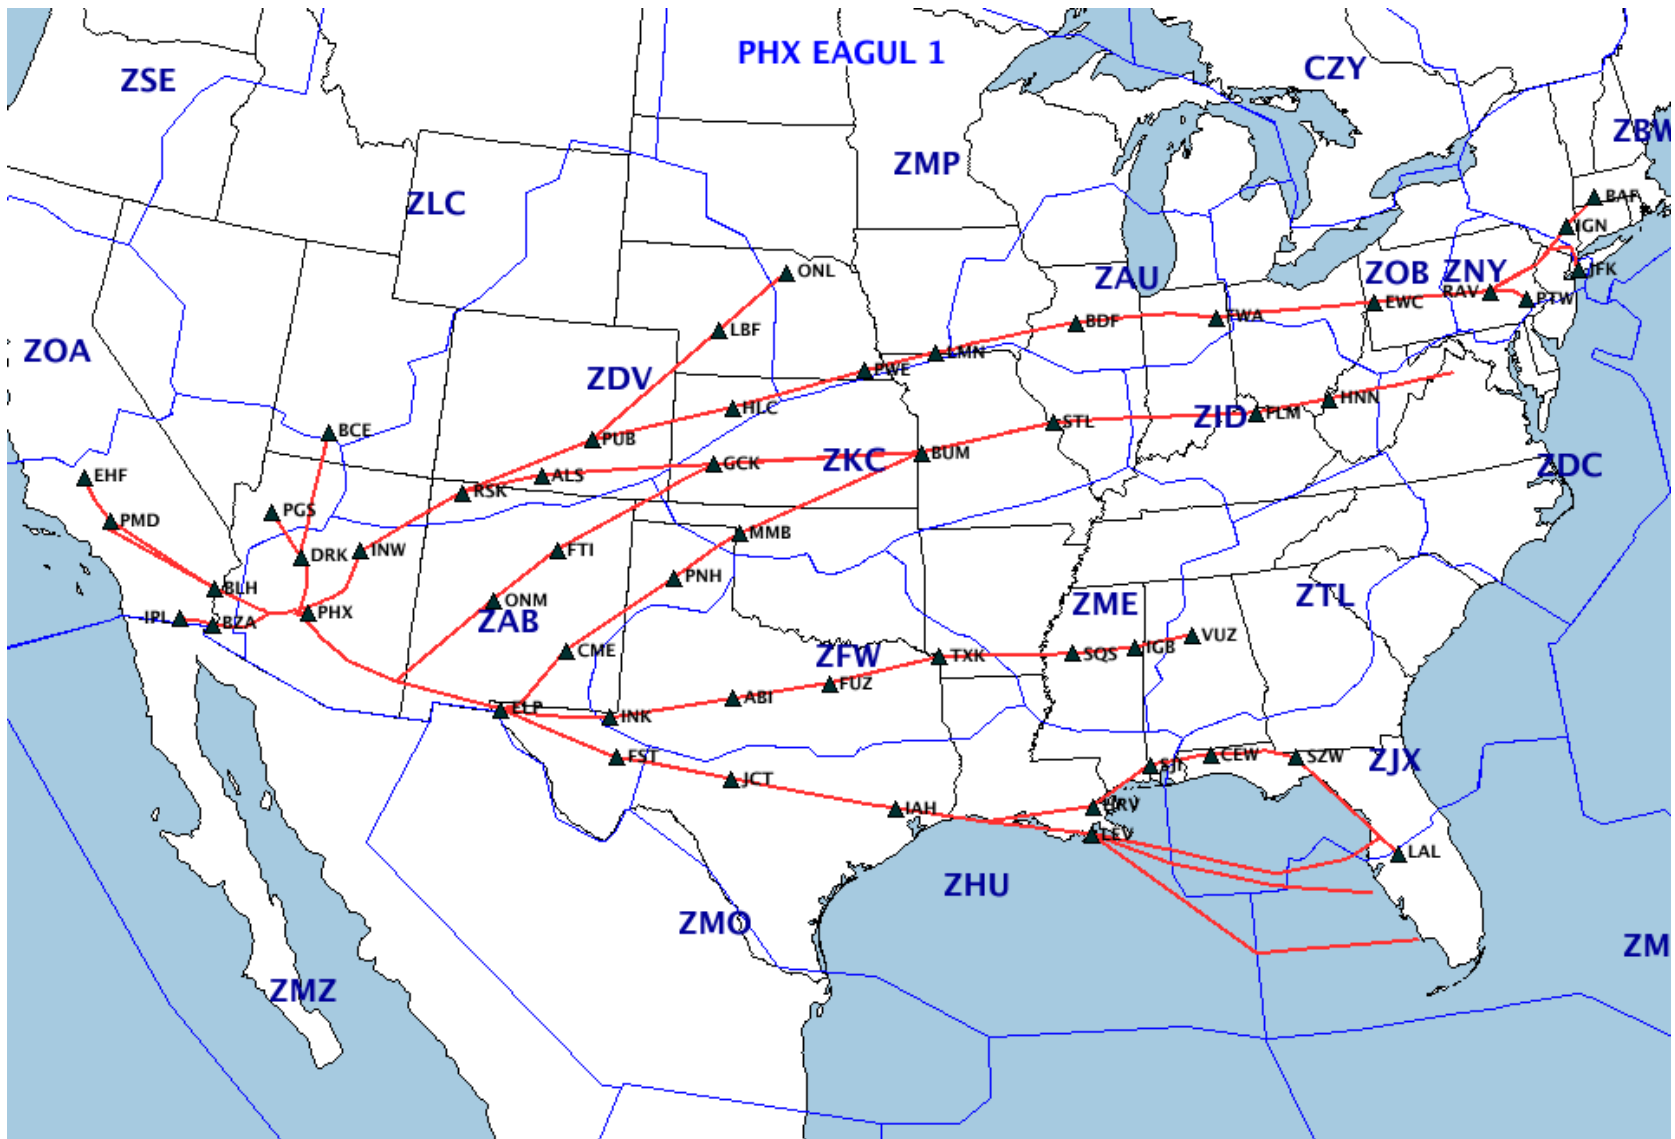 PHX EAGUL 1
CZY
ZSE
ZBW
ZMP
ZLC
BAF
IGN
ONL
ZAU
ZOB
ZNY
JFK
RAV
PTW
EWC
LBF
BDF
FWA
ZOA
LMN
PWE
ZDV
HNN
HLC
ZID
FLM
STL
BCE
PUB
BUM
ZKC
GCK
ZDC
EHF
ALS
RSK
PGS
PMD
MMB
DRK
INW
FTI
PNH
BLH
ZME
ZTL
ONM
PHX
IPL
BZA
ZAB
VUZ
IGB
SQS
CME
ZFW
TXK
FUZ
ABI
ELP
INK
FST
CEW
SZW
ZJX
SJI
JCT
IAH
HRV
LEV
LAL
ZHU
ZMO
ZM
ZMZ